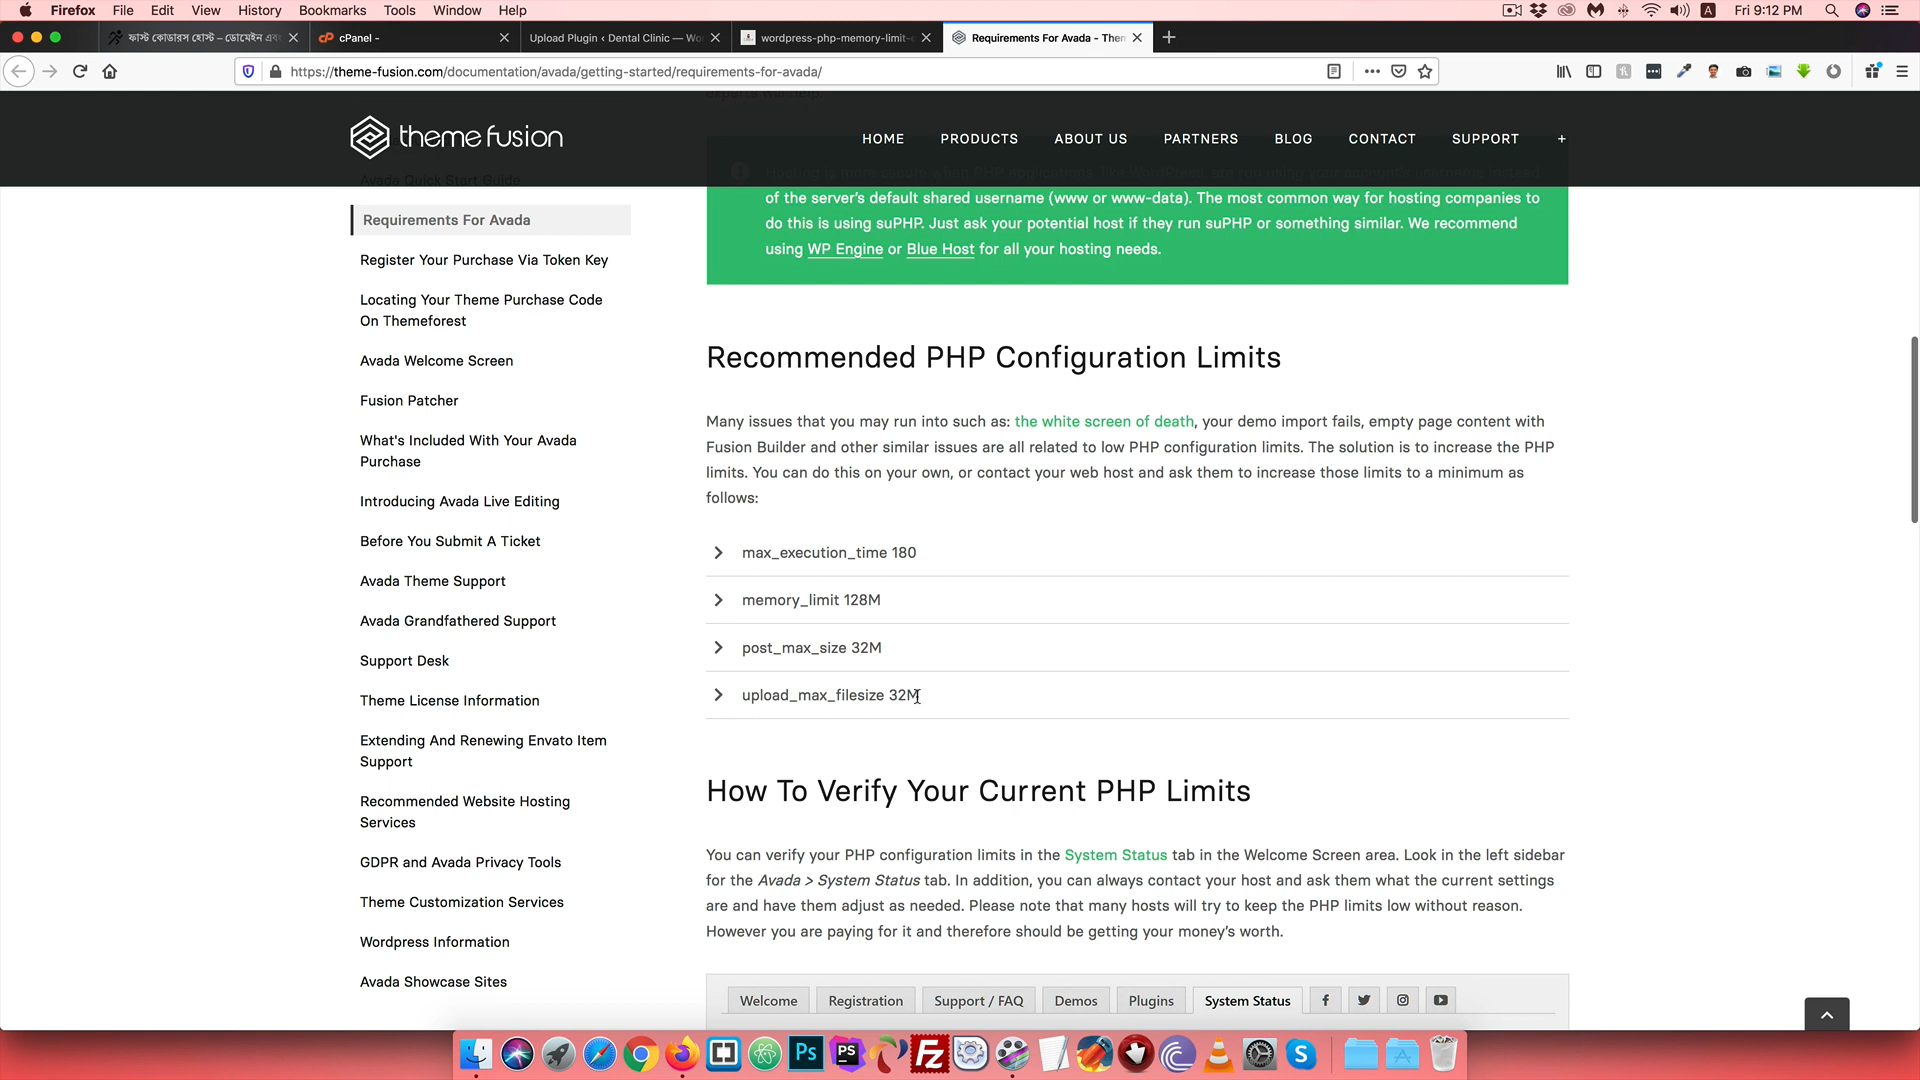 Firefox File Edit View History Bookmarks Tools Window Help
Fri 9:12 PM
ফাস্ট কোডারস হোস্ট – ডোমেইন এবং
cPanel -
Upload Plugin ‹ Dental Clinic — Wo
wordpress-php-memory-limit-
Requirements For Avada - Them
https://theme-fusion.com/documentation/avada/getting-started/requirements-for-avada/
theme fusion
HOME PRODUCTS ABOUT US PARTNERS BLOG CONTACT SUPPORT +
Avada Quick Start Guide
Requirements For Avada
Register Your Purchase Via Token Key
Locating Your Theme Purchase Code
On Themeforest
Avada Welcome Screen
Fusion Patcher
What's Included With Your Avada
Purchase
Introducing Avada Live Editing
Before You Submit A Ticket
Avada Theme Support
Avada Grandfathered Support
Support Desk
Theme License Information
Extending And Renewing Envato Item
Support
Recommended Website Hosting
Services
GDPR and Avada Privacy Tools
Theme Customization Services
Wordpress Information
Avada Showcase Sites
of the server's default shared username (www or www-data). The most common way for hosting companies to
do this is using suPHP. Just ask your potential host if they run suPHP or something similar. We recommend
using WP Engine or Blue Host for all your hosting needs.
Recommended PHP Configuration Limits
Many issues that you may run into such as: the white screen of death, your demo import fails, empty page content with
Fusion Builder and other similar issues are all related to low PHP configuration limits. The solution is to increase the PHP
limits. You can do this on your own, or contact your web host and ask them to increase those limits to a minimum as
follows:
max_execution_time 180
memory_limit 128M
post_max_size 32M
upload_max_filesize 32M
How To Verify Your Current PHP Limits
You can verify your PHP configuration limits in the System Status tab in the Welcome Screen area. Look in the left sidebar
for the Avada > System Status tab. In addition, you can always contact your host and ask them what the current settings
are and have them adjust as needed. Please note that many hosts will try to keep the PHP limits low without reason.
However you are paying for it and therefore should be getting your money's worth.
Welcome Registration Support / FAQ Demos Plugins System Status